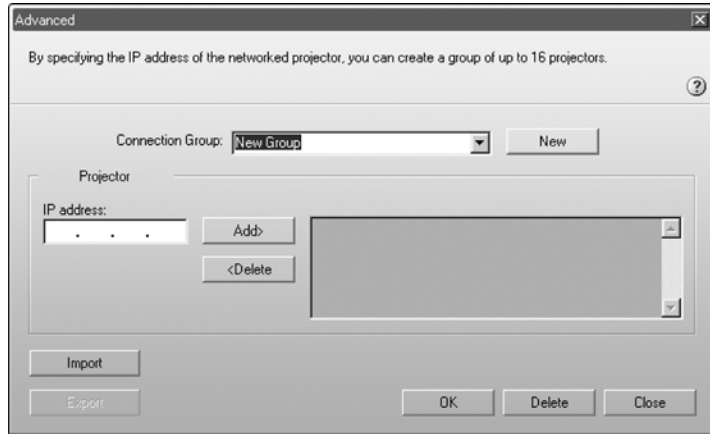 Advanced
By specifying the IP address of the networked projector, you can create a group of up to 16 projectors.
?
Connection Group: New Group New
Projector
IP address:
. . .
Add>
<Delete
Import
Export OK Delete Close